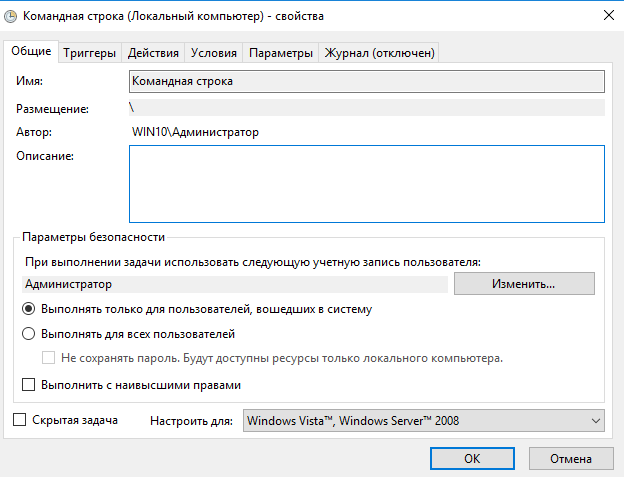 Командная строка (Локальный компьютер) - свойства
Общие Триггеры Действия Условия Параметры Журнал (отключен)
Имя: Командная строка
Размещение: \
Автор: WIN10\Администратор
Описание:
Параметры безопасности
При выполнении задачи использовать следующую учетную запись пользователя:
Администратор Изменить...
Выполнять только для пользователей, вошедших в систему
Выполнять для всех пользователей
Не сохранять пароль. Будут доступны ресурсы только локального компьютера.
Выполнить с наивысшими правами
Скрытая задача Настроить для: Windows Vista™, Windows Server™ 2008
ОК Отмена